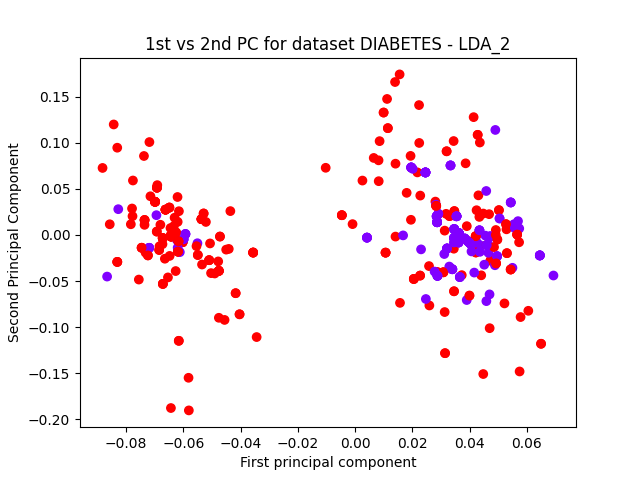 1st vs 2nd PC for dataset DIABETES - LDA_2
Second Principal Component
0.15
0.10
0.05
0.00
−0.05
−0.10
−0.15
−0.20
−0.08 −0.06 −0.04 −0.02 0.00 0.02 0.04 0.06
First principal component